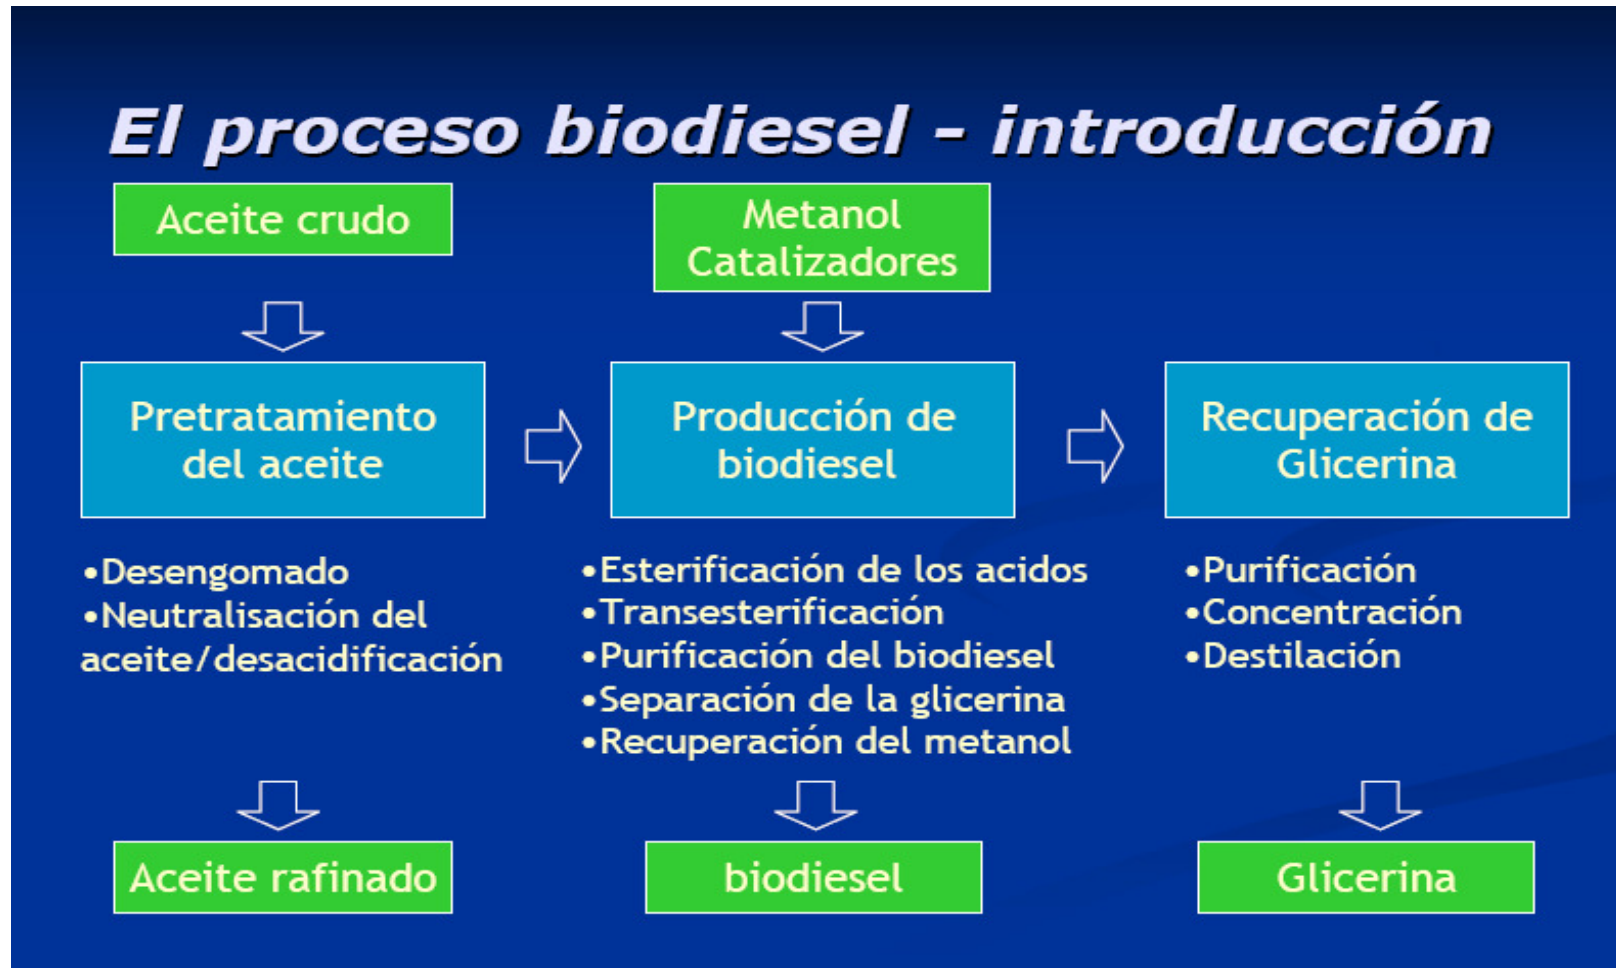 El proceso biodiesel - introducción
Aceite crudo
Metanol
Catalizadores
Pretratamiento
del aceite
Producción de
biodiesel
Recuperación de
Glicerina
•Desengomado
•Neutralisación del
aceite/desacidificación
•Esterificación de los acidos
•Transesterificación
•Purificación del biodiesel
•Separación de la glicerina
•Recuperación del metanol
•Purificación
•Concentración
•Destilación
Aceite rafinado
biodiesel
Glicerina